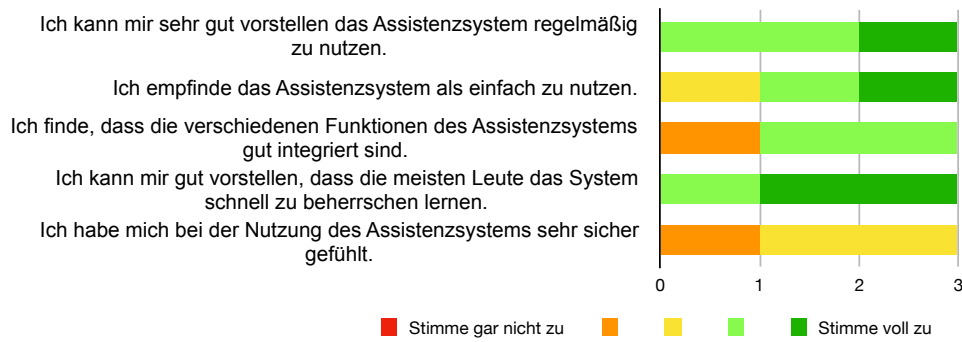 Ich kann mir sehr gut vorstellen das Assistenzsystem regelmäßig
zu nutzen.
Ich empfinde das Assistenzsystem als einfach zu nutzen.
Ich finde, dass die verschiedenen Funktionen des Assistenzsystems
gut integriert sind.
Ich kann mir gut vorstellen, dass die meisten Leute das System
schnell zu beherrschen lernen.
Ich habe mich bei der Nutzung des Assistenzsystems sehr sicher
gefühlt.
0 1 2 3
Stimme gar nicht zu Stimme voll zu